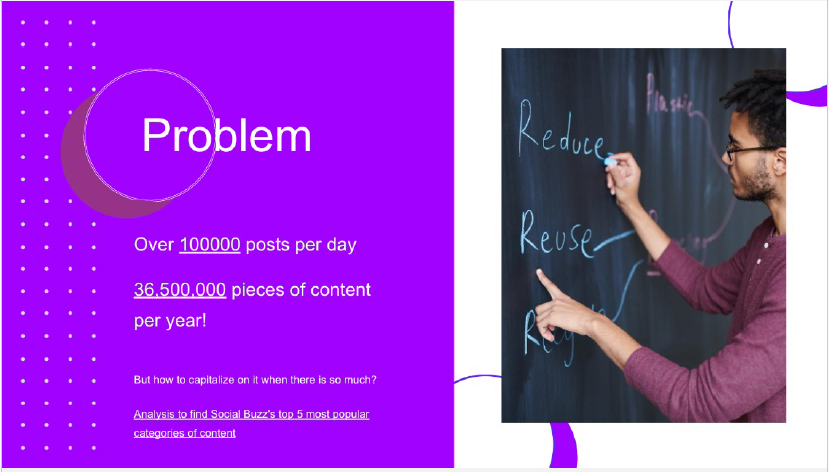 Problem
Over 100000 posts per day
36,500,000 pieces of content
per year!
But how to capitalize on it when there is so much?
Analysis to find Social Buzz's top 5 most popular
categories of content
Plastic
Reduce
Reuse